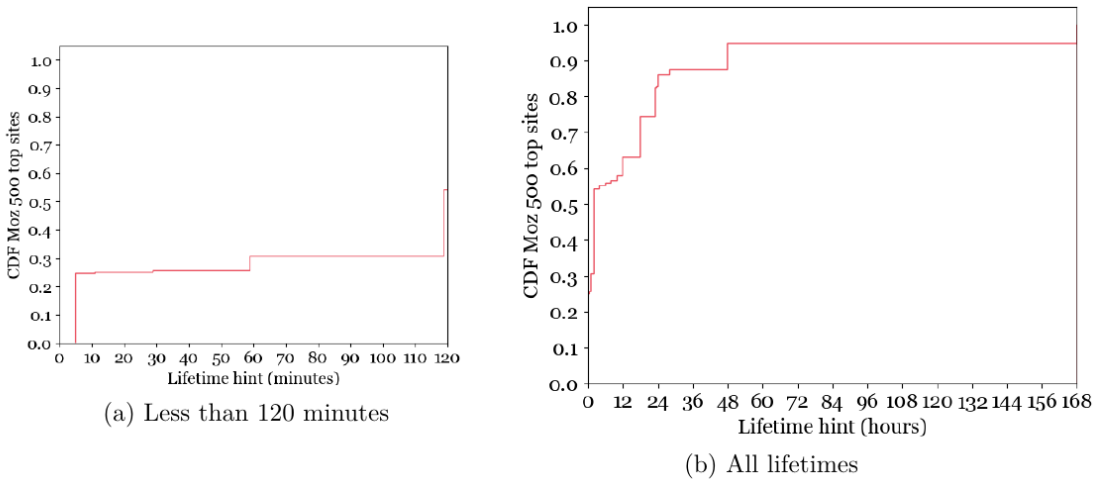 CDF Moz 500 top sites
1.0
0.9
0.8
0.7
0.6
0.5
0.4
0.3
0.2
0.1
0.0
0 10 20 30 40 50 60 70 80 90 100 110 120
Lifetime hint (minutes)
(a) Less than 120 minutes
CDF Moz 500 top sites
1.0
0.9
0.8
0.7
0.6
0.5
0.4
0.3
0.2
0.1
0.0
0 12 24 36 48 60 72 84 96 108 120 132 144 156 168
Lifetime hint (hours)
(b) All lifetimes